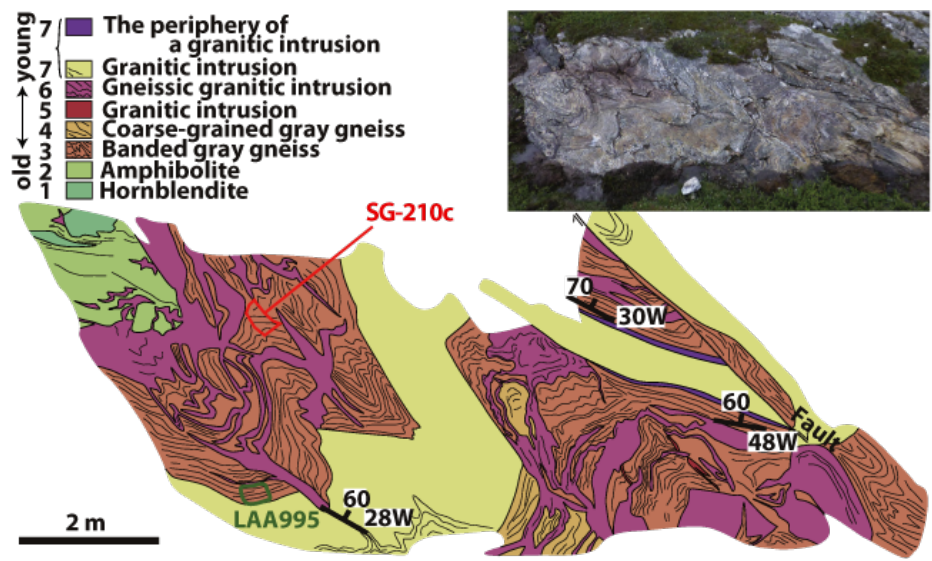 old ↔ young
7 The periphery of
a granitic intrusion
7 Granitic intrusion
6 Gneissic granitic intrusion
5 Granitic intrusion
4 Coarse-grained gray gneiss
3 Banded gray gneiss
2 Amphibolite
1 Hornblendite
SG-210c
70
30W
60
48W
Fault
LAA995
60
28W
2 m